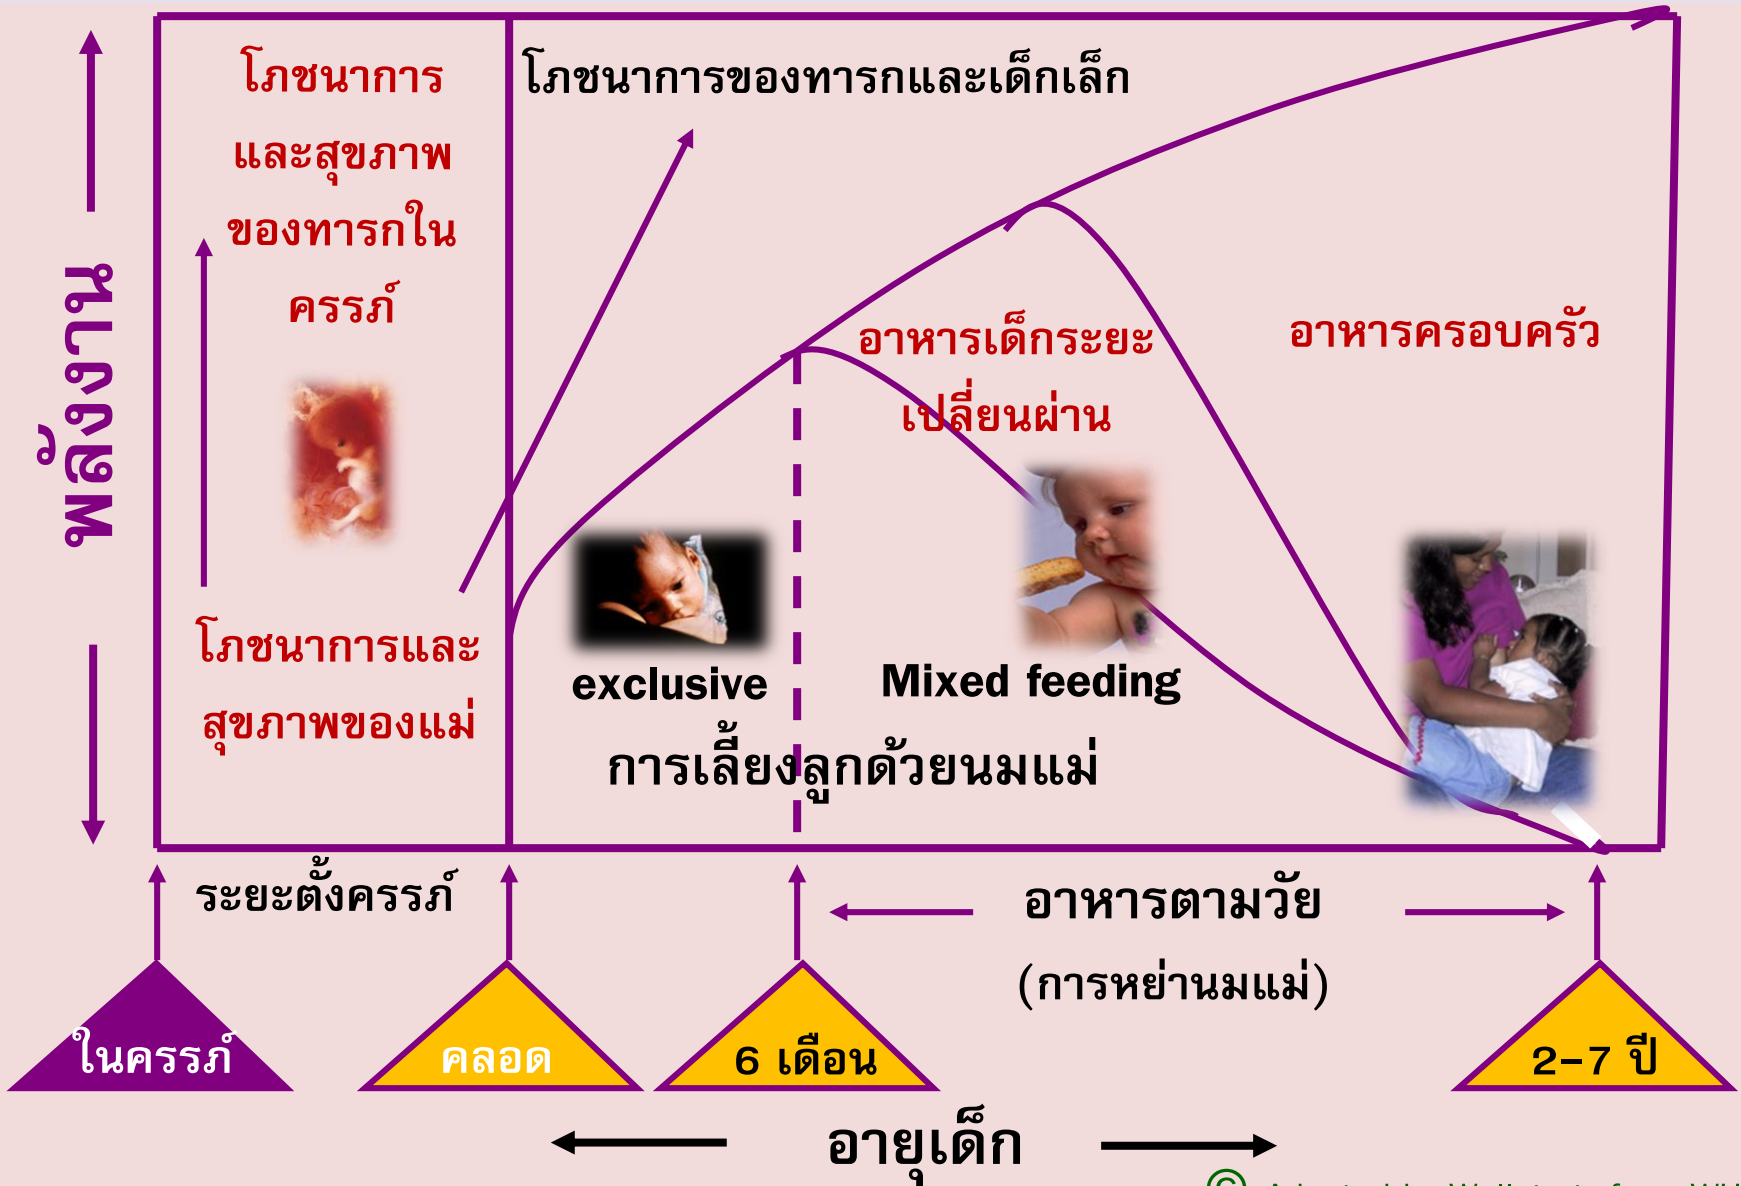 พลังงาน
โภชนาการ
และสุขภาพ
ของทารกใน
ครรภ์
โภชนาการของทารกและเด็กเล็ก
อาหารเด็กระยะ
เปลี่ยนผ่าน
อาหารครอบครัว
โภชนาการและ
สุขภาพของแม่
exclusive
Mixed feeding
การเลี้ยงลูกด้วยนมแม่
ระยะตั้งครรภ์
อาหารตามวัย
(การหย่านมแม่)
ในครรภ์
คลอด
6 เดือน
2-7 ปี
อายุเด็ก